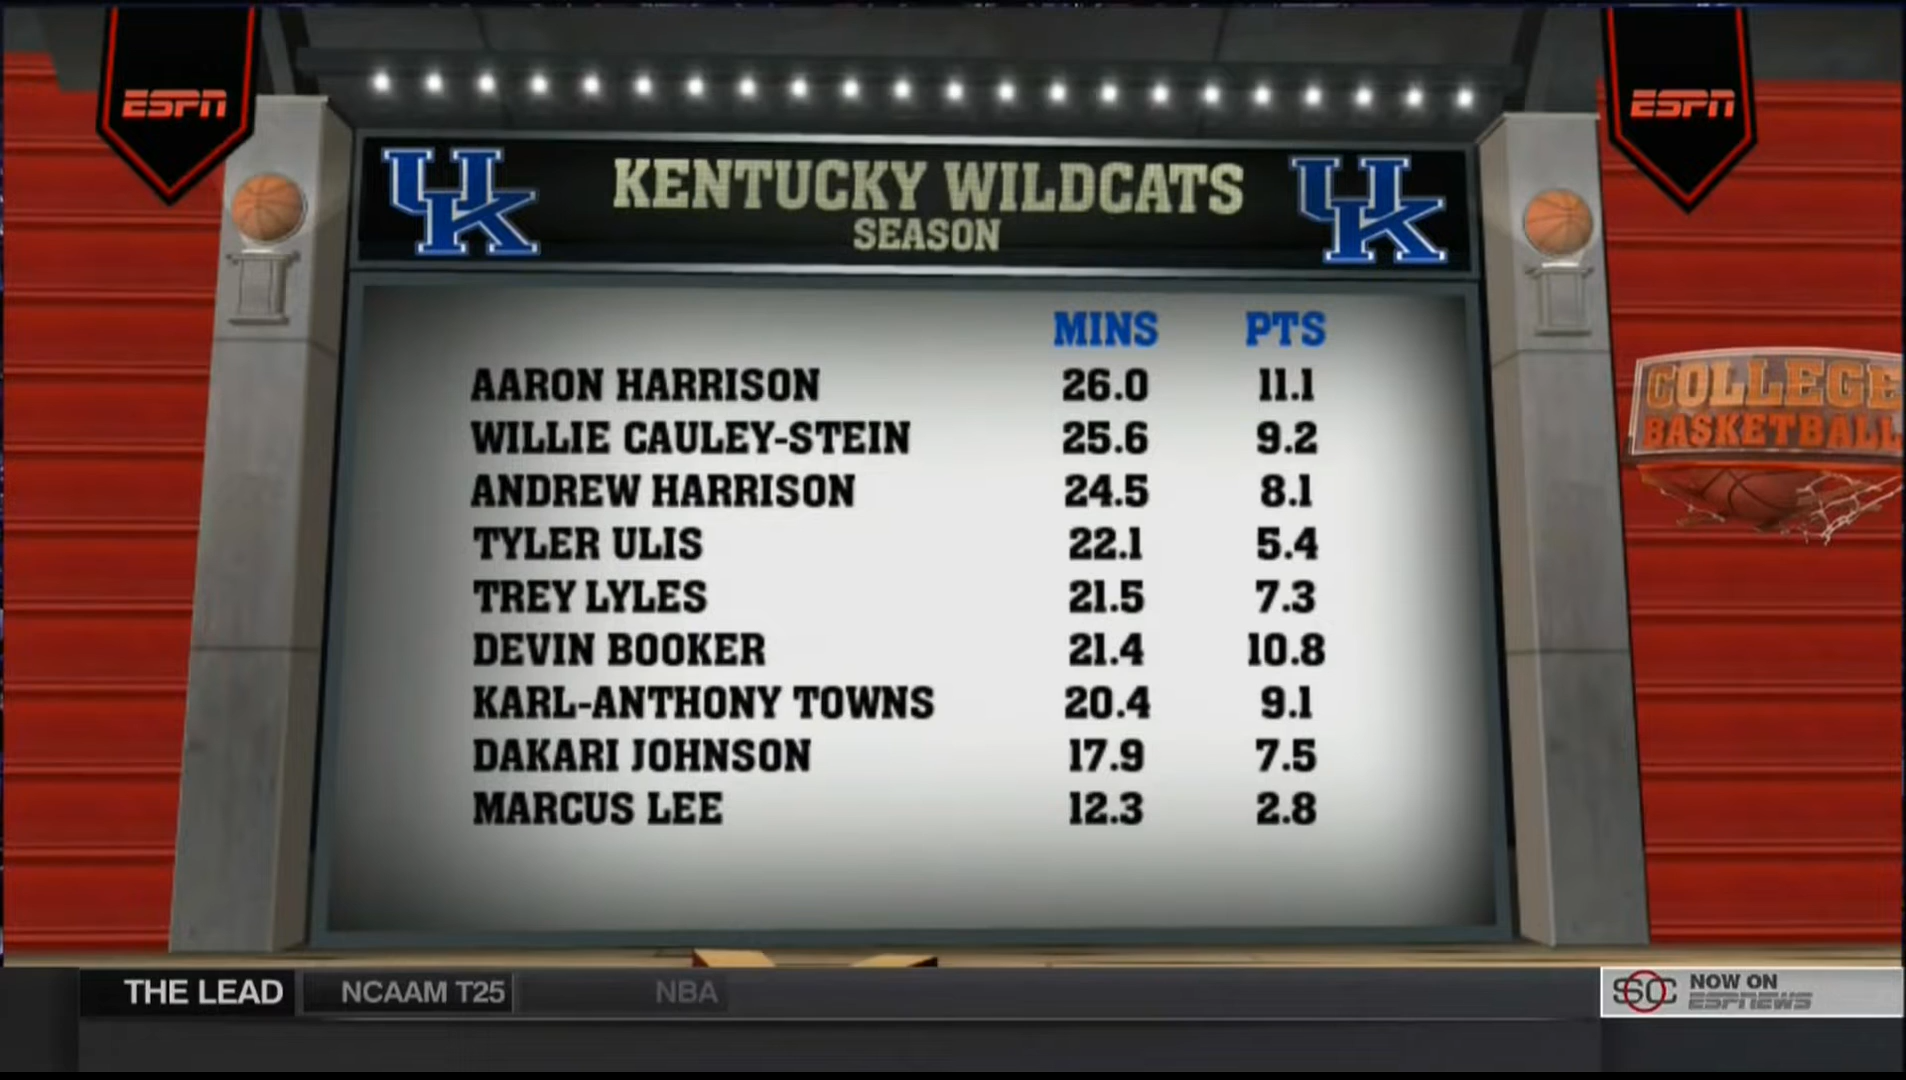 ESPN ESPN
UK KENTUCKY WILDCATS UK
SEASON
MINS PTS
AARON HARRISON 26.0 11.1
WILLIE CAULEY-STEIN 25.6 9.2
ANDREW HARRISON 24.5 8.1
TYLER ULIS 22.1 5.4
TREY LYLES 21.5 7.3
DEVIN BOOKER 21.4 10.8
KARL-ANTHONY TOWNS 20.4 9.1
DAKARI JOHNSON 17.9 7.5
MARCUS LEE 12.3 2.8
COLLEGE
BASKETBALL
THE LEAD NCAAM T25 NBA
SC NOW ON
ESPNEWS